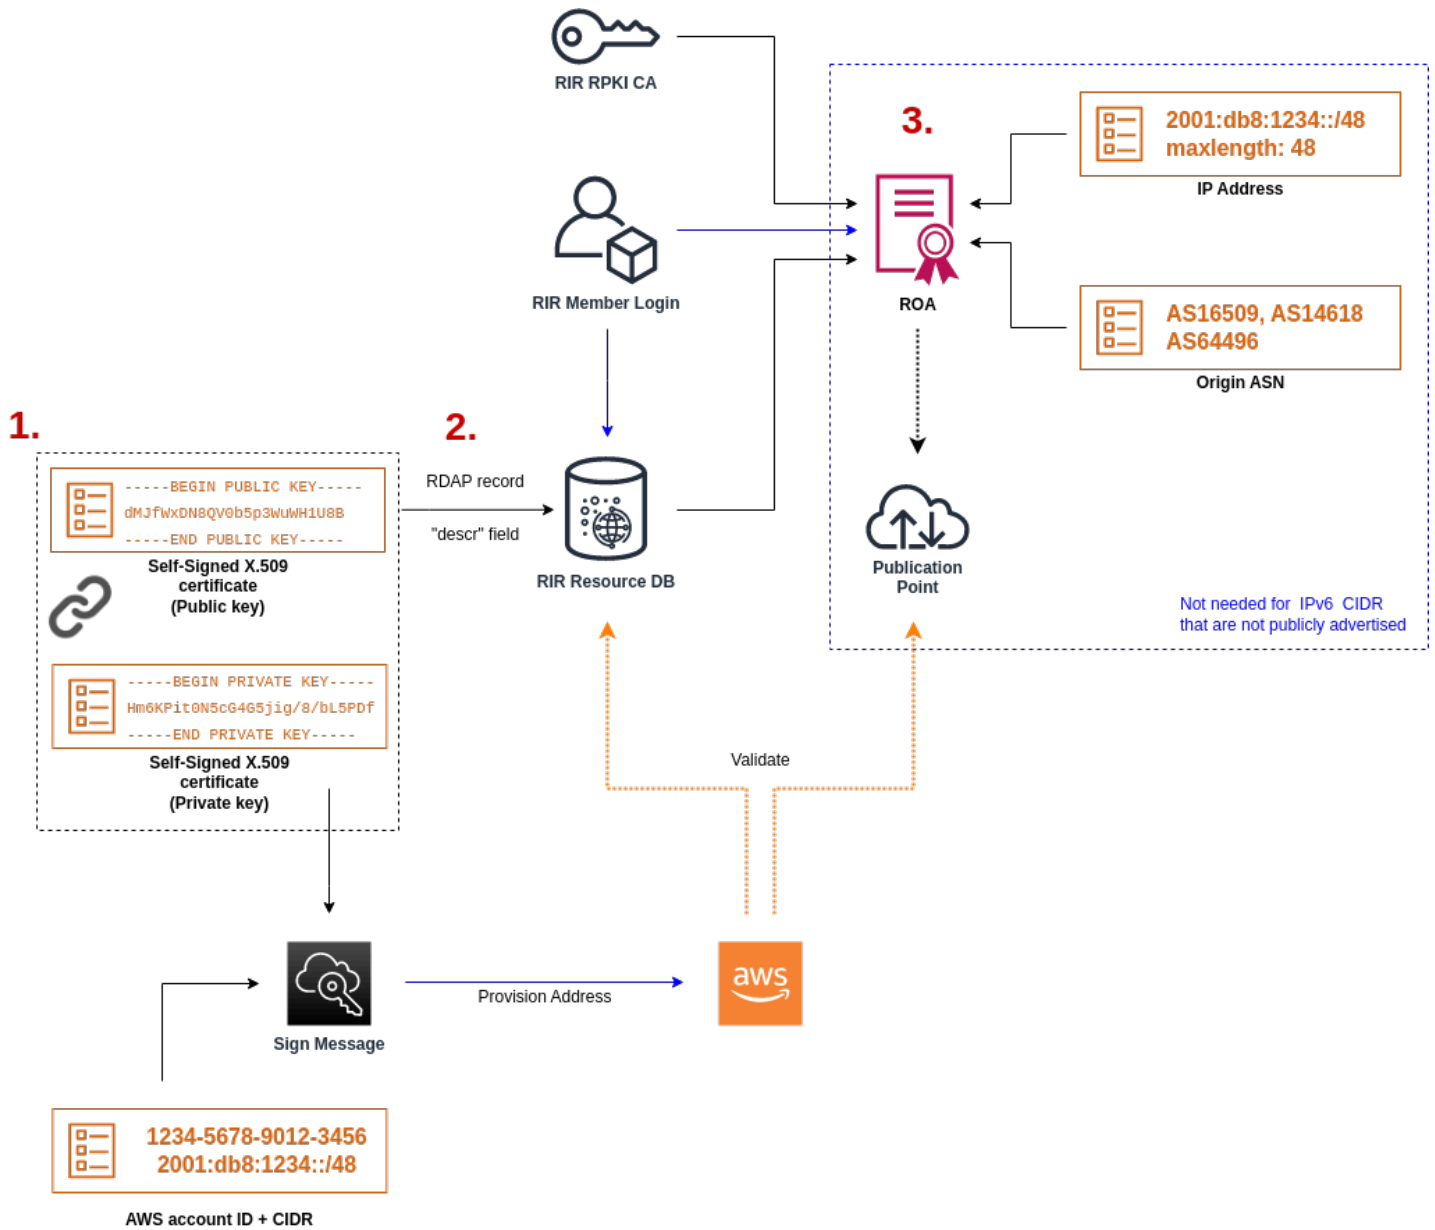 RIR RPKI CA
3.
2001:db8:1234::/48
maxlength: 48
IP Address
RIR Member Login
ROA
AS16509, AS14618
AS64496
Origin ASN
1.
2.
-----BEGIN PUBLIC KEY-----
dMJfWxDN8QV0b5p3WuWH1U8B
-----END PUBLIC KEY-----
Self-Signed X.509
certificate
(Public key)
RDAP record
"descr" field
RIR Resource DB
Publication
Point
Not needed for IPv6 CIDR
that are not publicly advertised
-----BEGIN PRIVATE KEY-----
Hm6KPit0N5cG4G5jig/8/bL5PDf
-----END PRIVATE KEY-----
Self-Signed X.509
certificate
(Private key)
Validate
aws
Provision Address
Sign Message
1234-5678-9012-3456
2001:db8:1234::/48
AWS account ID + CIDR